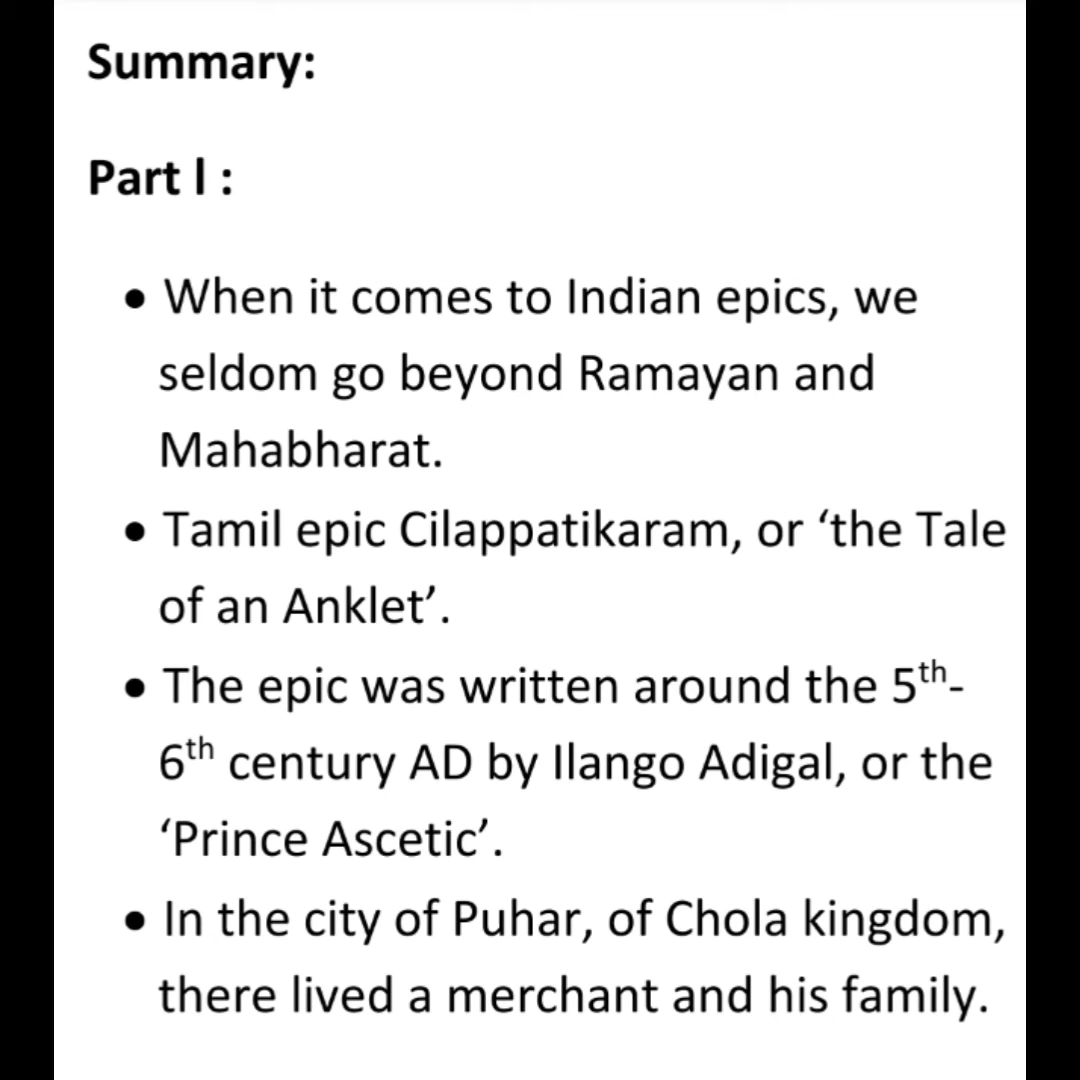 Summary:
Part I :
• When it comes to Indian epics, we
seldom go beyond Ramayan and
Mahabharat.
• Tamil epic Cilappatikaram, or ‘the Tale
of an Anklet’.
• The epic was written around the 5th-
6th century AD by Ilango Adigal, or the
‘Prince Ascetic’.
• In the city of Puhar, of Chola kingdom,
there lived a merchant and his family.